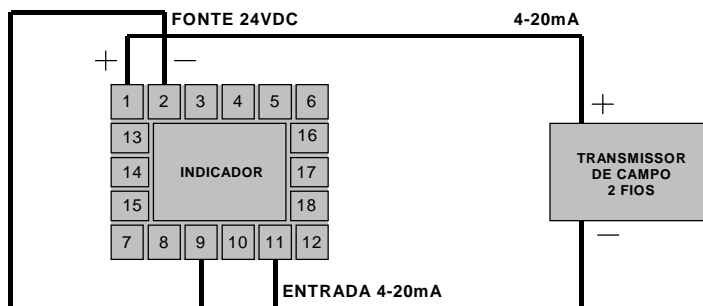 FONTE 24VDC
4-20mA
+
—
+
1 2 3 4 5 6
13
16
TRANSMISSOR
DE CAMPO
2 FIOS
14
INDICADOR
17
15
18
—
7 8 9 10 11 12
ENTRADA 4-20mA